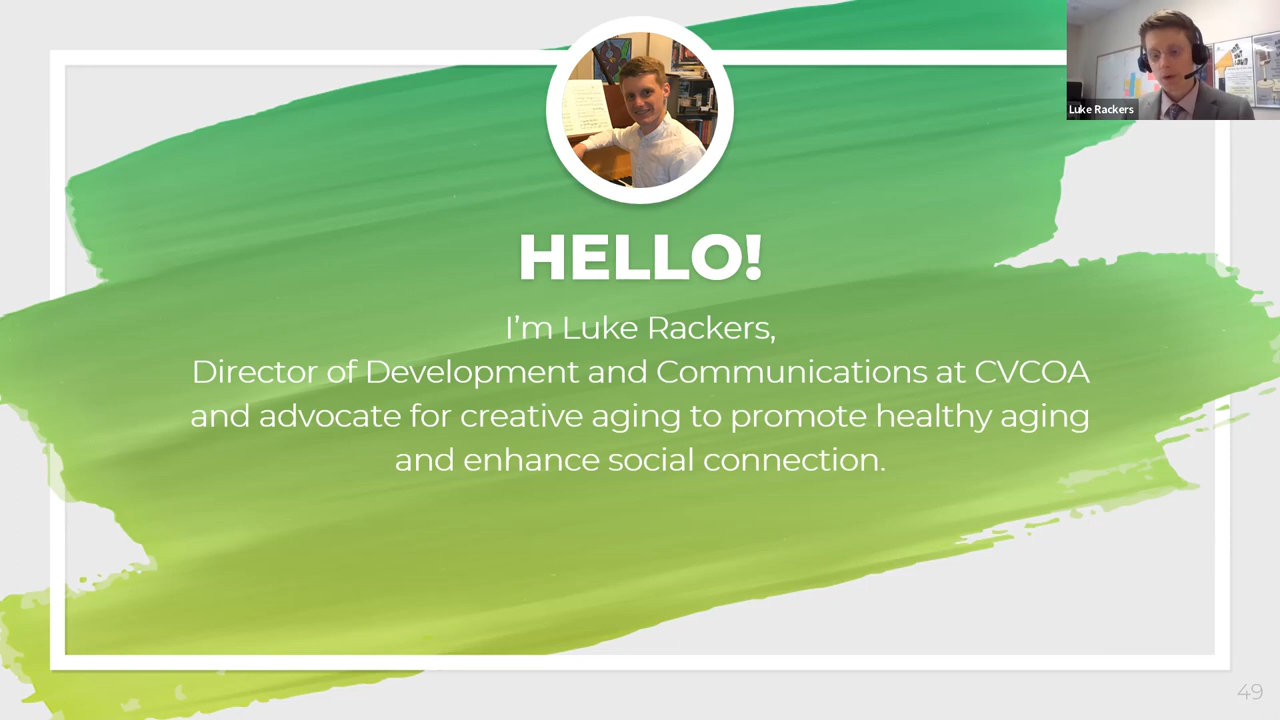 Luke Rackers
HELLO!
I’m Luke Rackers,
Director of Development and Communications at CVCOA
and advocate for creative aging to promote healthy aging
and enhance social connection.
49